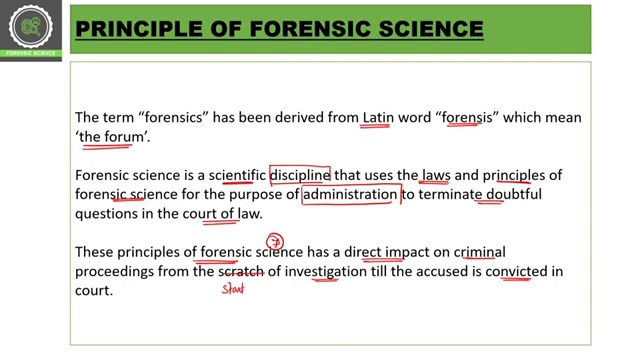 PRINCIPLE OF FORENSIC SCIENCE
FORENSIC SCIENCE
The term “forensics” has been derived from Latin word “forensis” which mean
‘the forum’.
Forensic science is a scientific discipline that uses the laws and principles of
forensic science for the purpose of administration to terminate doubtful
questions in the court of law.
7
These principles of forensic science has a direct impact on criminal
proceedings from the scratch of investigation till the accused is convicted in
start
court.